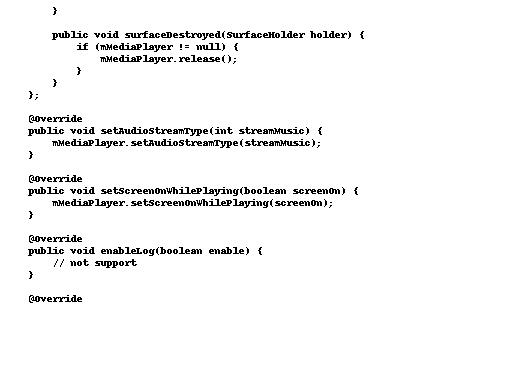 }
public void surfaceDestroyed(SurfaceHolder holder) {
if (mMediaPlayer != null) {
mMediaPlayer.release();
}
}
};
@Override
public void setAudioStreamType(int streamMusic) {
mMediaPlayer.setAudioStreamType(streamMusic);
}
@Override
public void setScreenOnWhilePlaying(boolean screenOn) {
mMediaPlayer.setScreenOnWhilePlaying(screenOn);
}
@Override
public void enableLog(boolean enable) {
// not support
}
@Override